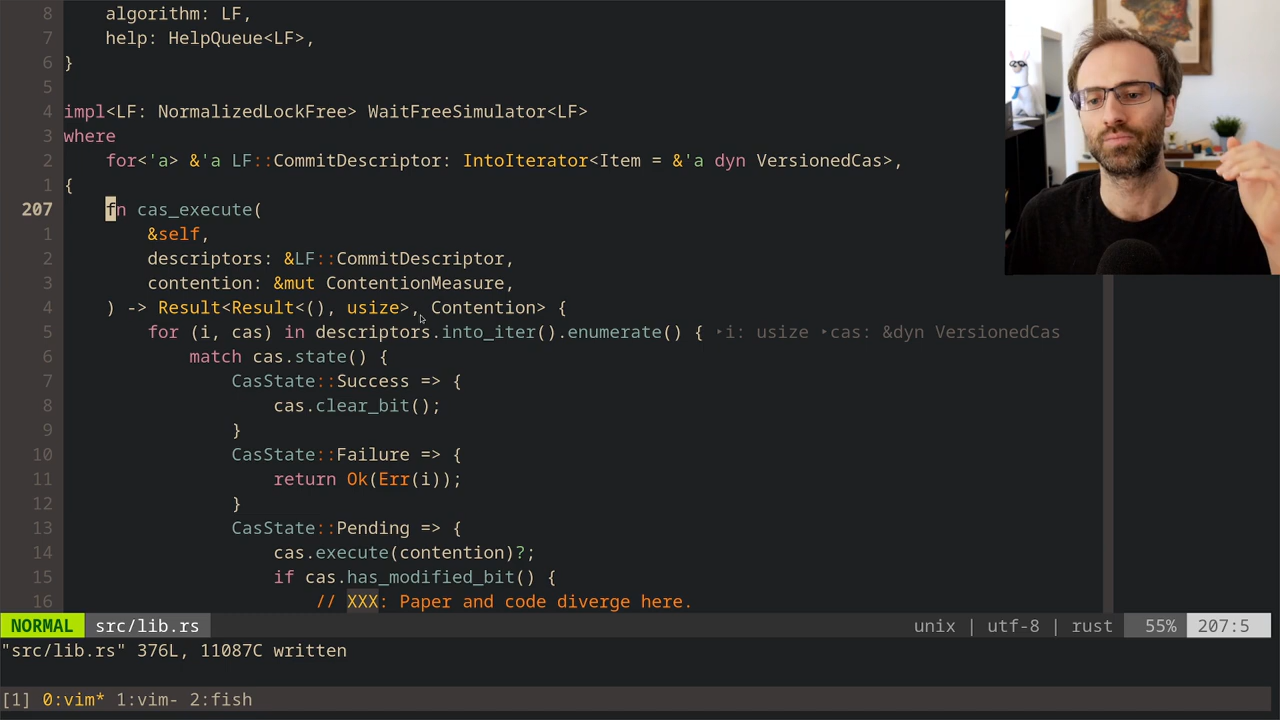 8     algorithm: LF,
7     help: HelpQueue<LF>,
6 }
5
4 impl<LF: NormalizedLockFree> WaitFreeSimulator<LF>
3 where
2     for<'a> &'a LF::CommitDescriptor: IntoIterator<Item = &'a dyn VersionedCas>,
1 {
207     fn cas_execute(
1         &self,
2         descriptors: &LF::CommitDescriptor,
3         contention: &mut ContentionMeasure,
4     ) -> Result<Result<(), usize>, Contention> {
5         for (i, cas) in descriptors.into_iter().enumerate() { ‣i: usize ‣cas: &dyn VersionedCas
6             match cas.state() {
7                 CasState::Success => {
8                     cas.clear_bit();
9                 }
10                 CasState::Failure => {
11                     return Ok(Err(i));
12                 }
13                 CasState::Pending => {
14                     cas.execute(contention)?;
15                     if cas.has_modified_bit() {
16                         // XXX: Paper and code diverge here.
NORMAL src/lib.rs unix | utf-8 | rust 55% 207:5
"src/lib.rs" 376L, 11087C written
[1] 0:vim* 1:vim- 2:fish